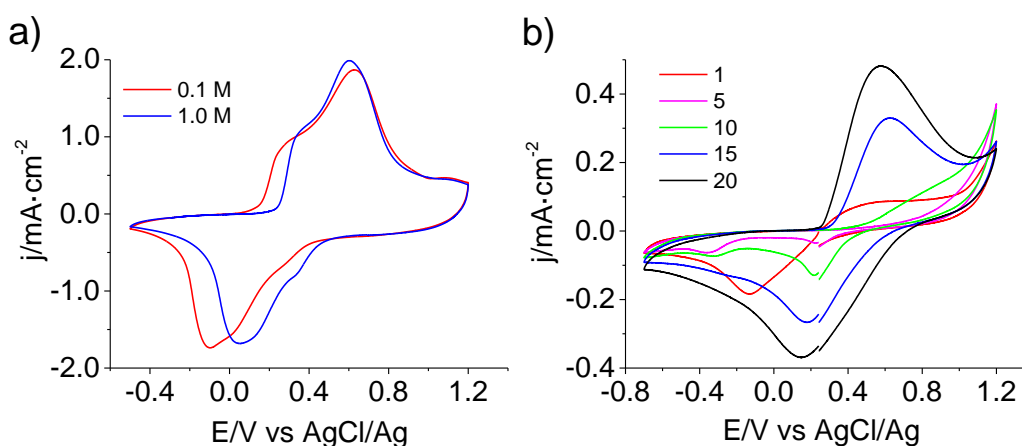 a)
2.0
1.0
0.0
-1.0
-2.0
0.1 M
1.0 M
-0.4 0.0 0.4 0.8 1.2
E/V vs AgCl/Ag
j/mA·cm⁻²
b)
0.4
0.2
0.0
-0.2
-0.4
1
5
10
15
20
-0.8 -0.4 0.0 0.4 0.8 1.2
E/V vs AgCl/Ag
j/mA·cm⁻²